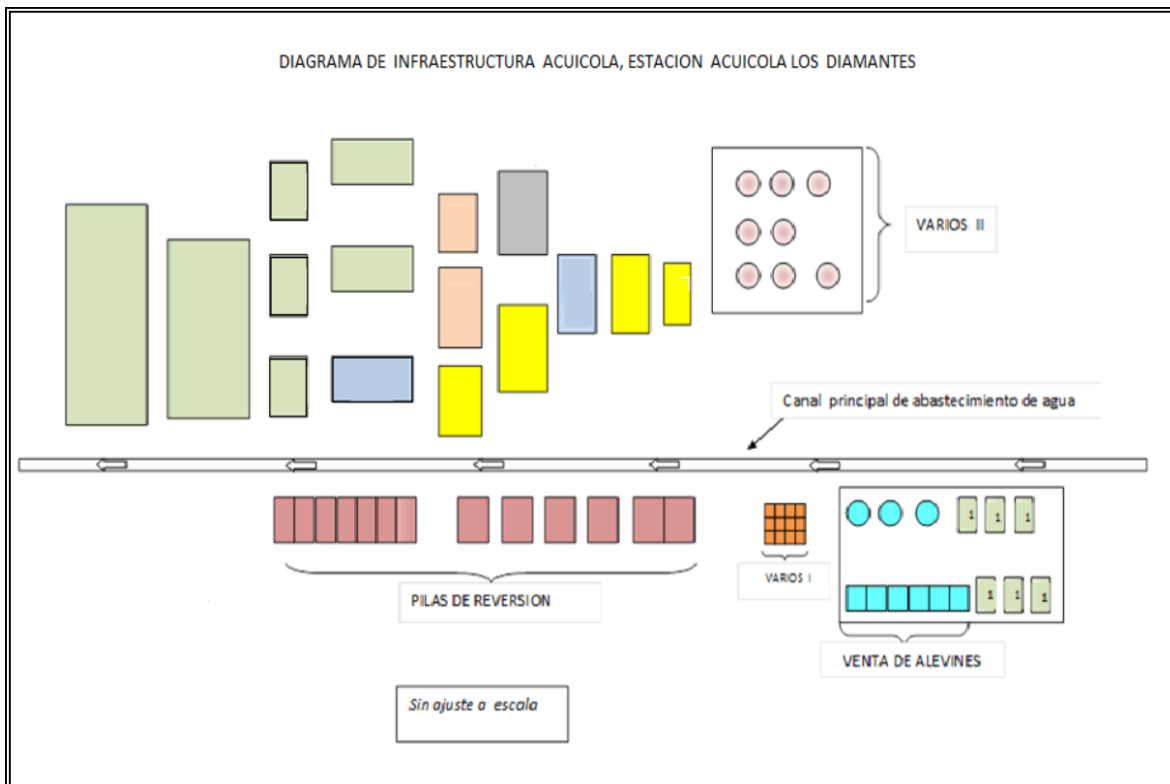 DIAGRAMA DE INFRAESTRUCTURA ACUICOLA, ESTACION ACUICOLA LOS DIAMANTES
VARIOS II
Canal principal de abastecimiento de agua
1 1 1
VARIOS I
PILAS DE REVERSION
1 1 1
VENTA DE ALEVINES
Sin ajuste a escala